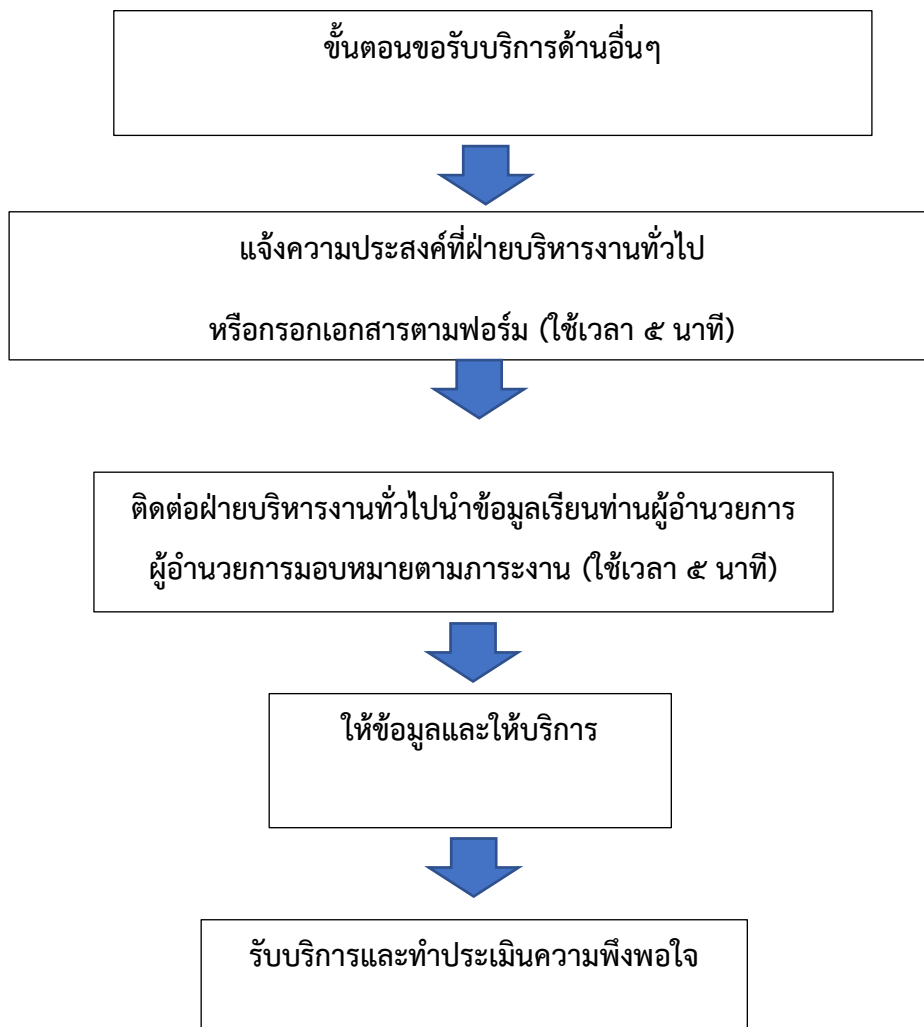 ขั้นตอนขอรับบริการด้านอื่นๆ
แจ้งความประสงค์ที่ฝ่ายบริหารงานทั่วไป
หรือกรอกเอกสารตามฟอร์ม (ใช้เวลา ๕ นาที)
ติดต่อฝ่ายบริหารงานทั่วไปนำข้อมูลเรียนท่านผู้อำนวยการ
ผู้อำนวยการมอบหมายตามภาระงาน (ใช้เวลา ๕ นาที)
ให้ข้อมูลและให้บริการ
รับบริการและทำประเมินความพึงพอใจ